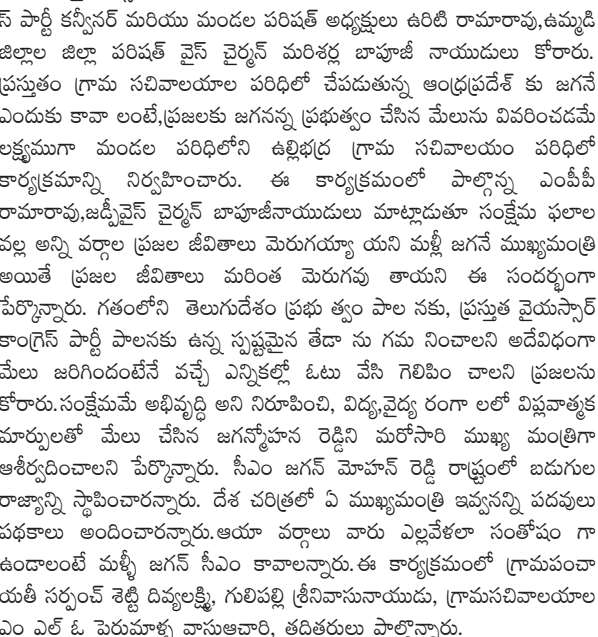 స్ పార్టీ కన్వీనర్ మరియు మండల పరిషత్ అధ్యక్షులు ఉరిటి రామారావు,ఉమ్మడి
జిల్లాల జిల్లా పరిషత్ వైస్ చైర్మన్ మరిశర్ల బాపూజీ నాయుడులు కోరారు.
ప్రస్తుతం గ్రామ సచివాలయాల పరిధిలో చేపడుతున్న ఆంధ్రప్రదేశ్ కు జగనే
ఎందుకు కావా లంటే,ప్రజలకు జగనన్న ప్రభుత్వం చేసిన మేలును వివరించడమే
లక్ష్యముగా మండల పరిధిలోని ఉల్లిభద్ర గ్రామ సచివాలయం పరిధిలో
కార్యక్రమాన్ని నిర్వహించారు. ఈ కార్యక్రమంలో పాల్గొన్న ఎంపీపీ
రామారావు,జడ్పీవైస్ చైర్మన్ బాపూజీనాయుడులు మాట్లాడుతూ సంక్షేమ ఫలాల
వల్ల అన్ని వర్గాల ప్రజల జీవితాలు మెరుగయ్యా యని మళ్లీ జగనే ముఖ్యమంత్రి
అయితే ప్రజల జీవితాలు మరింత మెరుగవు తాయని ఈ సందర్భంగా
పేర్కొన్నారు. గతంలోని తెలుగుదేశం ప్రభు త్వం పాల నకు, ప్రస్తుత వైయస్సార్
కాంగ్రెస్ పార్టీ పాలనకు ఉన్న స్పష్టమైన తేడా ను గమ నించాలని అదేవిధంగా
మేలు జరిగిందంటేనే వచ్చే ఎన్నికల్లో ఓటు వేసి గెలిపిం చాలని ప్రజలను
కోరారు.సంక్షేమమే అభివృద్ధి అని నిరూపించి, విద్య,వైద్య రంగా లలో విప్లవాత్మక
మార్పులతో మేలు చేసిన జగన్మోహన రెడ్డిని మరోసారి ముఖ్య మంత్రిగా
ఆశీర్వదించాలని పేర్కొన్నారు. సీఎం జగన్ మోహన్ రెడ్డి రాష్ట్రంలో బడుగుల
రాజ్యాన్ని స్థాపించారన్నారు. దేశ చరిత్రలో ఏ ముఖ్యమంత్రి ఇవ్వనన్ని పదవులు
పథకాలు అందించారన్నారు.ఆయా వర్గాలు వారు ఎల్లవేళలా సంతోషం గా
ఉండాలంటే మళ్ళీ జగన్ సీఎం కావాలన్నారు.ఈ కార్యక్రమంలో గ్రామపంచా
యతీ సర్పంచ్ శెట్టి దివ్యలక్ష్మి, గులిపల్లి శ్రీనివాసునాయుడు, గ్రామసచివాలయాల
ఎం ఎల్ ఓ పెరుమాళ్ళ వాసుఆచారి, తదితరులు పాల్గొన్నారు.